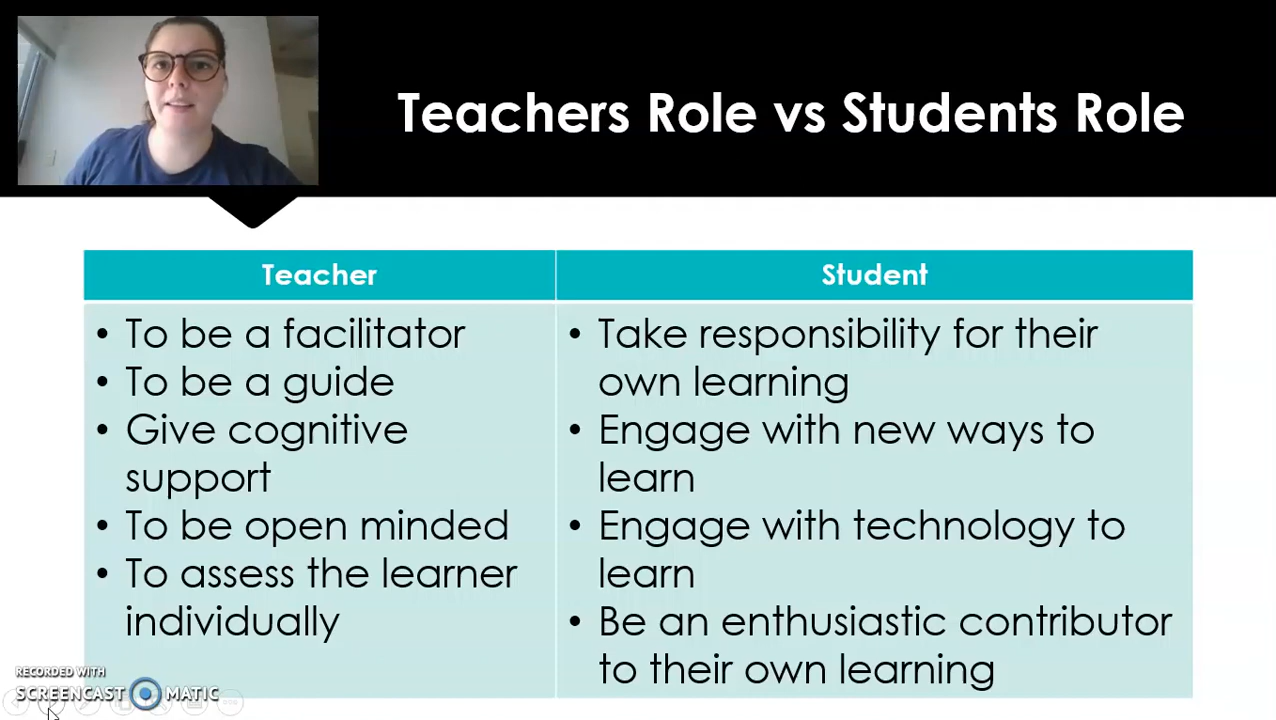 Teachers Role vs Students Role
Teacher
• To be a facilitator
• To be a guide
• Give cognitive
support
• To be open minded
• To assess the learner
individually
Student
• Take responsibility for their
own learning
• Engage with new ways to
learn
• Engage with technology to
learn
• Be an enthusiastic contributor
to their own learning
RECORDED WITH
SCREENCAST MATIC